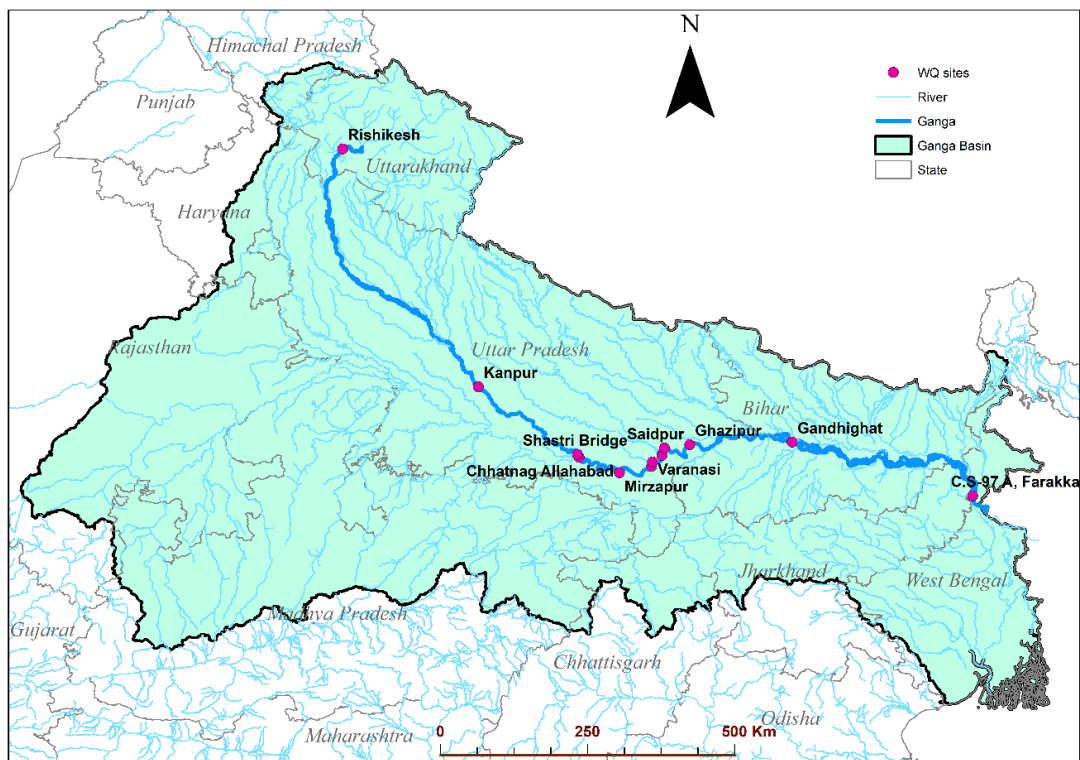 Himachal Pradesh
N
Punjab
WQ sites
River
Ganga
Ganga Basin
State
Rishikesh
Uttarakhand
Haryana
Rajasthan
Uttar Pradesh
Kanpur
Bihar
Shastri Bridge
Saidpur
Ghazipur
Gandhighat
Chhatnag Allahabad
Varanasi
Mirzapur
C.S-97 A, Farakka
Jharkhand
West Bengal
Madhya Pradesh
Gujarat
Chhattisgarh
Odisha
Maharashtra
0 250 500 Km